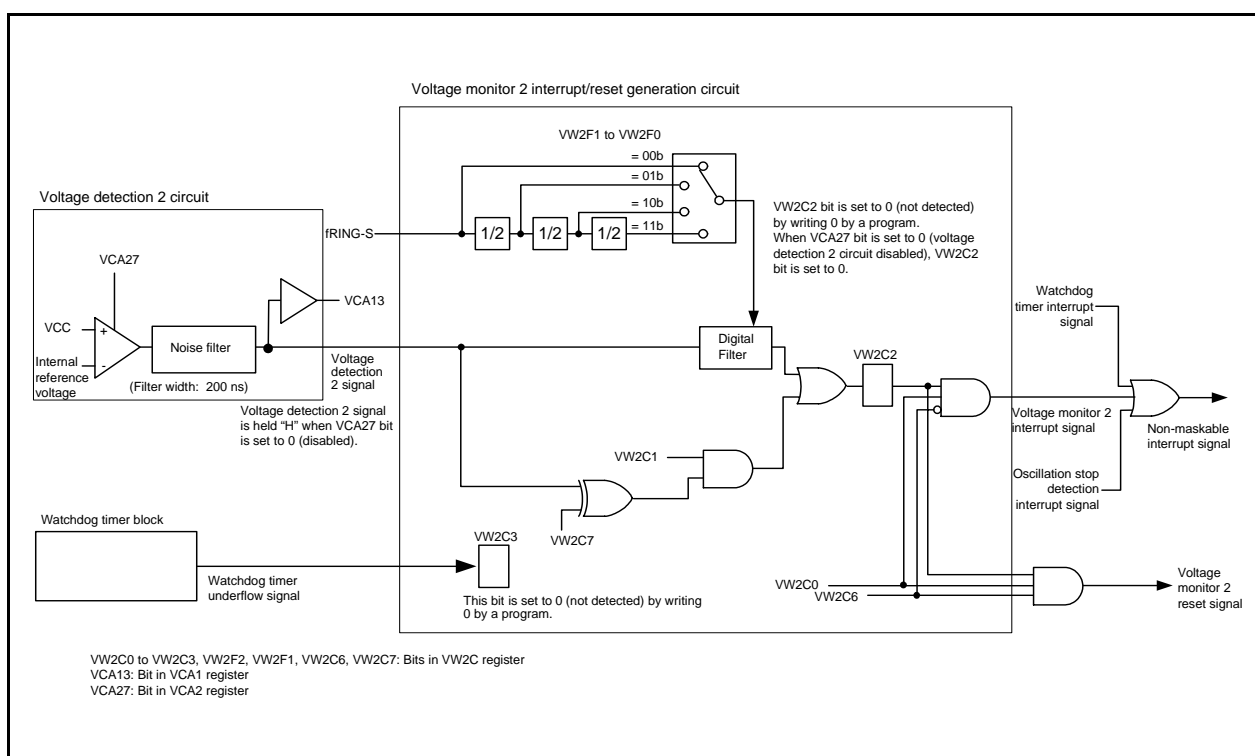 Voltage monitor 2 interrupt/reset generation circuit
VW2F1 to VW2F0
= 00b
= 01b
= 10b
= 11b
fRING-S
1/2
1/2
1/2
Voltage detection 2 circuit
VCA27
VCC
+
-
Internal
reference
voltage
Noise filter
(Filter width: 200 ns)
VCA13
Voltage
detection
2 signal
Voltage detection 2 signal
is held “H” when VCA27 bit
is set to 0 (disabled).
VW2C2 bit is set to 0 (not detected)
by writing 0 by a program.
When VCA27 bit is set to 0 (voltage
detection 2 circuit disabled), VW2C2
bit is set to 0.
Digital
Filter
VW2C2
VW2C1
VW2C7
Watchdog
timer interrupt
signal
Voltage monitor 2
interrupt signal
Non-maskable
interrupt signal
Oscillation stop
detection
interrupt signal
Watchdog timer block
Watchdog timer
underflow signal
VW2C3
This bit is set to 0 (not detected) by writing
0 by a program.
VW2C0
VW2C6
Voltage
monitor 2
reset signal
VW2C0 to VW2C3, VW2F2, VW2F1, VW2C6, VW2C7: Bits in VW2C register
VCA13: Bit in VCA1 register
VCA27: Bit in VCA2 register